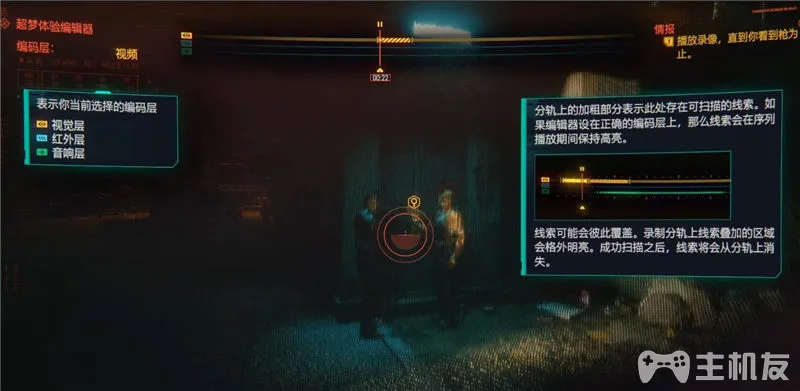 超梦体验编辑器
编码层:
视频
00:22
情报
播放录像，直到你看到枪为
止。
表示你当前选择的编码层
视觉层
红外层
音响层
分轨上的加粗部分表示此处存在可扫描的线索。如
果编辑器设在正确的编码层上，那么线索会在序列
播放期间保持高亮。
线索可能会彼此覆盖。录制分轨上线索叠加的区域
会格外明亮。成功扫描之后，线索将会从分轨上消
失。
主机友